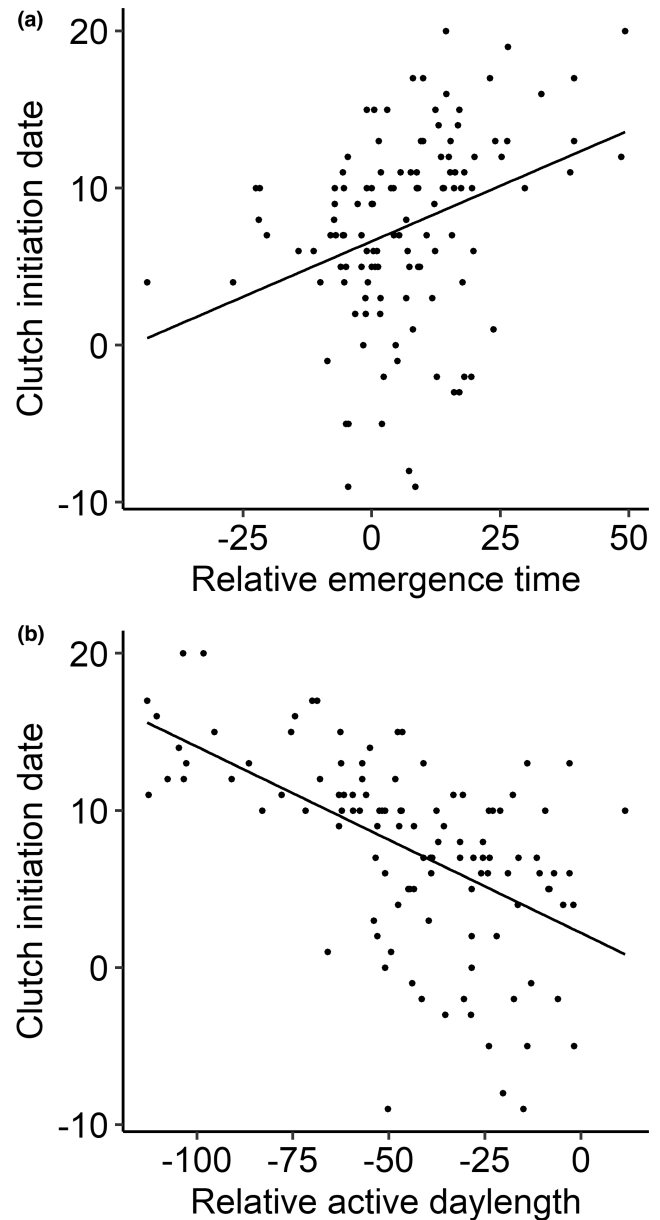 (a)
20
10
0
-10
Clutch initiation date
-25 0 25 50
Relative emergence time
(b)
20
10
0
-10
Clutch initiation date
-100 -75 -50 -25 0
Relative active daylength